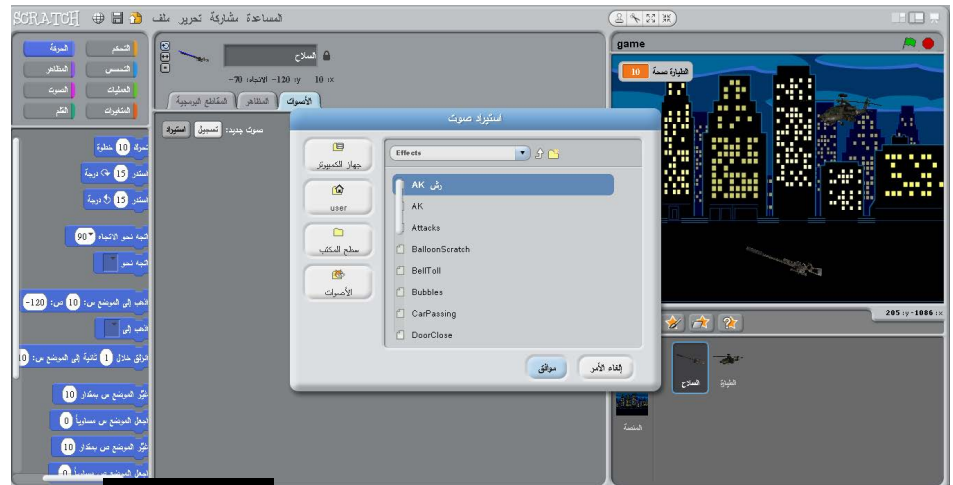 SCRATCH
ملف تحرير مشاركة المساعدة
الحركة
التحكم
المظاهر
التحسس
الصوت
العمليات
القلم
المتغيرات
تحرك 10 خطوة
استدر 15 درجة
استدر 15 درجة
اتجه نحو الاتجاه 90
اتجه نحو
اذهب إلى الموضع س: 10 ص: -120
اذهب إلى
انزلق خلال 1 ثانية إلى الموضع س: 10
غيّر الموضع س بمقدار 10
اجعل الموضع س مساوياً 0
غيّر الموضع ص بمقدار 10
اجعل الموضع ص مساوياً 0
السلاح
x: 10 y: -120 الاتجاه: -70
المقاطع البرمجية
المظاهر
الأصوات
صوت جديد: تسجيل استيراد
استيراد صوت
جهاز الكمبيوتر
user
سطح المكتب
الأصوات
Effects
رش AK
AK
Attacks
BalloonScratch
BellToll
Bubbles
CarPassing
DoorClose
موافق
إلغاء الأمر
game
الطيارة صحة 10
x: -1086 y: 205
السلاح
الطيارة
المنصة